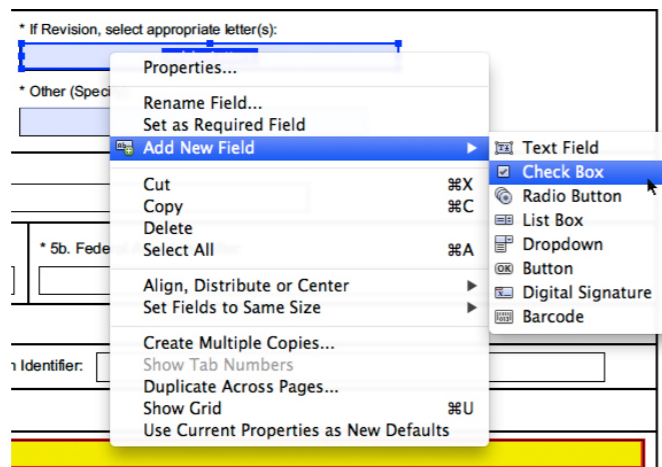 * If Revision, select appropriate letter(s):
* Other (Speci
Properties...
Rename Field...
Set as Required Field
Add New Field
Cut ⌘X
Copy ⌘C
Delete
Select All ⌘A
Align, Distribute or Center
Set Fields to Same Size
Create Multiple Copies...
Show Tab Numbers
Duplicate Across Pages...
Show Grid ⌘U
Use Current Properties as New Defaults
Text Field
Check Box
Radio Button
List Box
Dropdown
OK Button
Digital Signature
Barcode
* 5b. Fede
n Identifier: